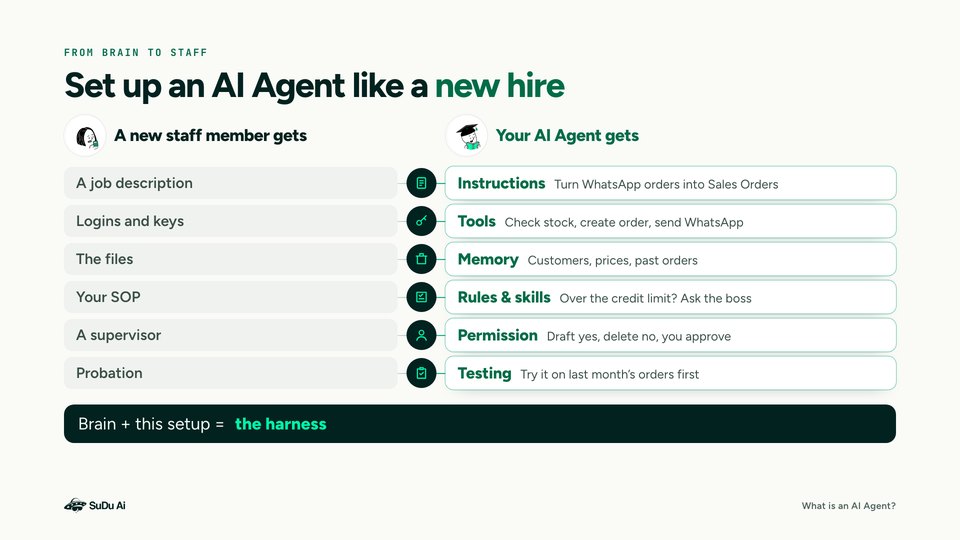 FROM BRAIN TO STAFF
Set up an AI Agent like a new hire
A new staff member gets
Your AI Agent gets
A job description
Instructions Turn WhatsApp orders into Sales Orders
Logins and keys
Tools Check stock, create order, send WhatsApp
The files
Memory Customers, prices, past orders
Your SOP
Rules & skills Over the credit limit? Ask the boss
A supervisor
Permission Draft yes, delete no, you approve
Probation
Testing Try it on last month’s orders first
Brain + this setup = the harness
SuDu Ai
What is an AI Agent?